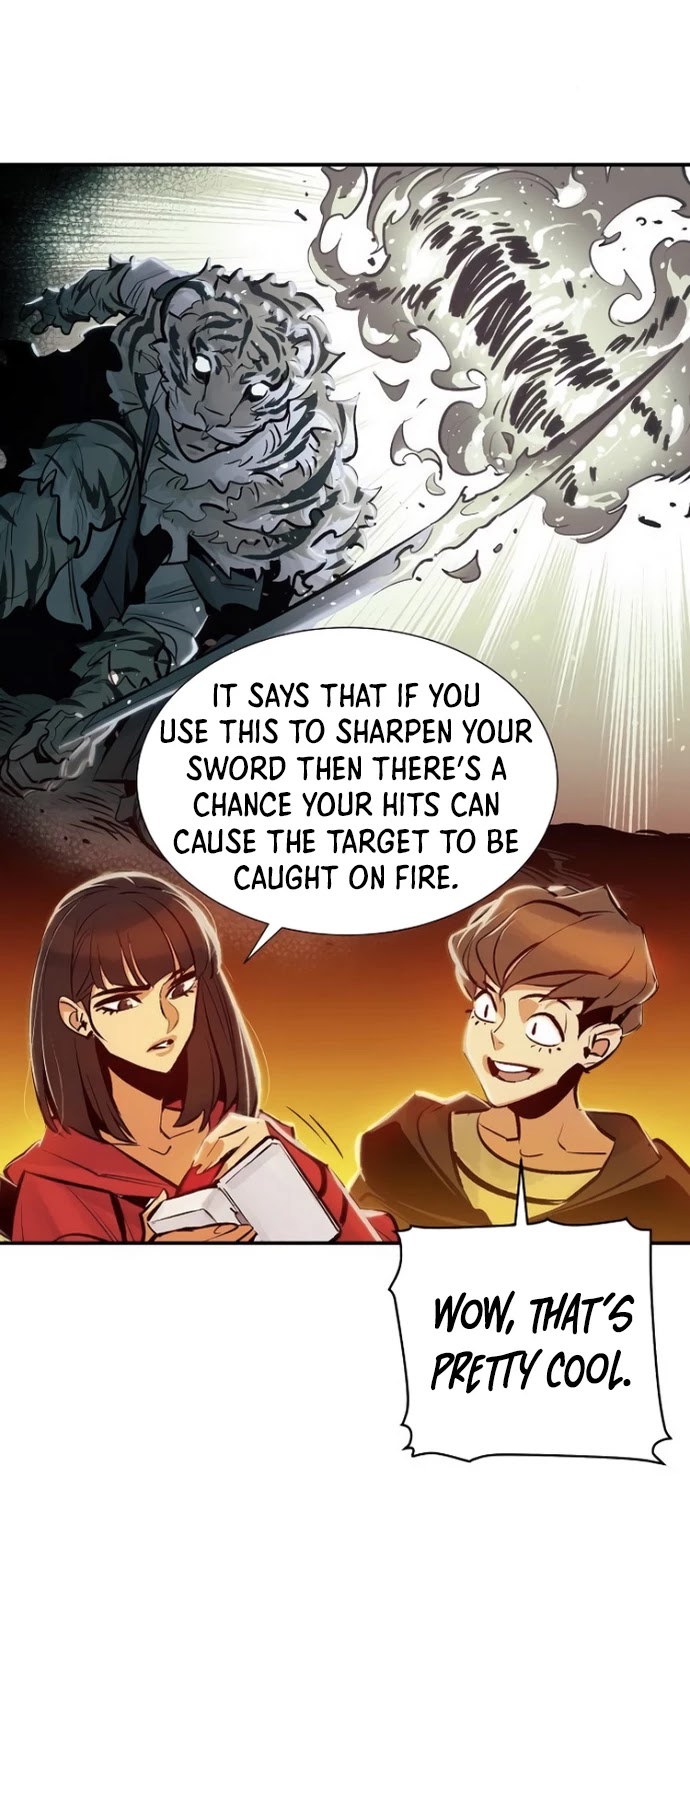 IT SAYS THAT IF YOU
USE THIS TO SHARPEN YOUR
SWORD THEN THERE'S A
CHANCE YOUR HITS CAN
CAUSE THE TARGET TO BE
CAUGHT ON FIRE.
WOW, THAT'S
PRETTY COOL.